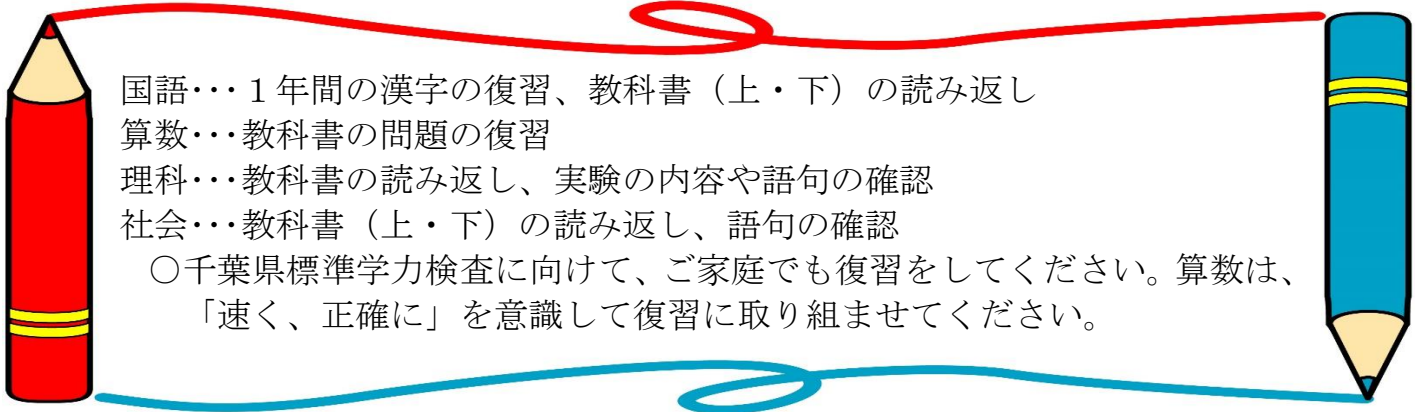 国語･･･１年間の漢字の復習、教科書（上・下）の読み返し
算数･･･教科書の問題の復習
理科･･･教科書の読み返し、実験の内容や語句の確認
社会･･･教科書（上・下）の読み返し、語句の確認
○千葉県標準学力検査に向けて、ご家庭でも復習をしてください。算数は、
「速く、正確に」を意識して復習に取り組ませてください。